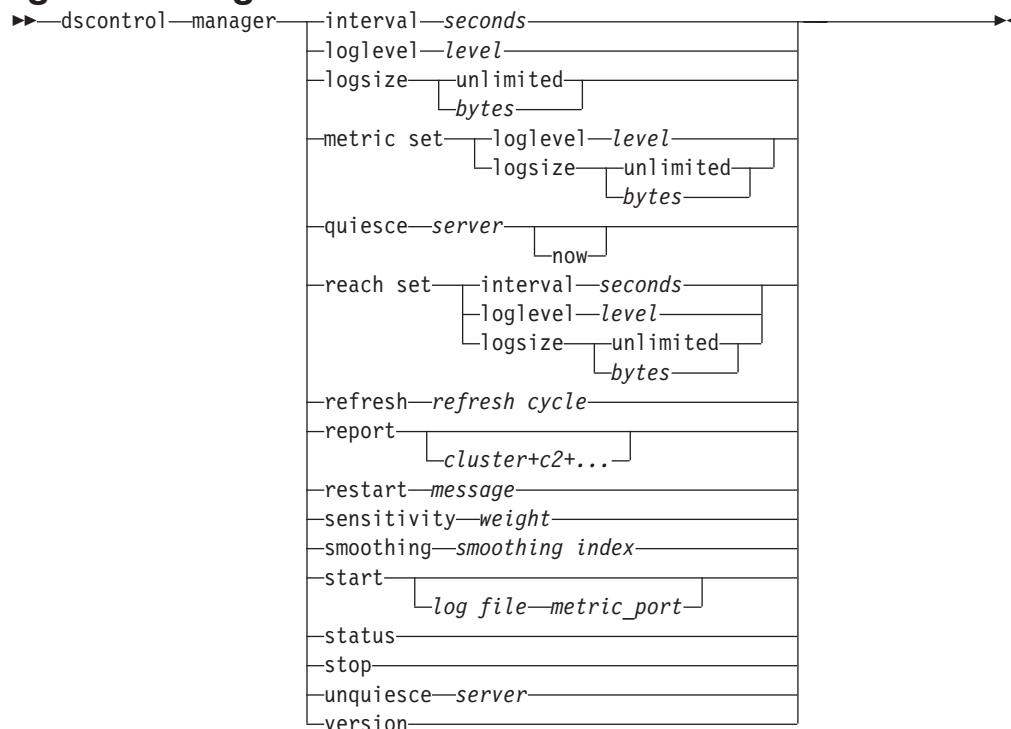 dscontrol manager interval seconds
loglevel level
logsize unlimited
bytes
metric set loglevel level
logsize unlimited
bytes
quiesce server
now
reach set interval seconds
loglevel level
logsize unlimited
bytes
refresh refresh cycle
report
cluster+c2+...
restart message
sensitivity weight
smoothing smoothing index
start
log file metric_port
status
stop
unquiesce server
version